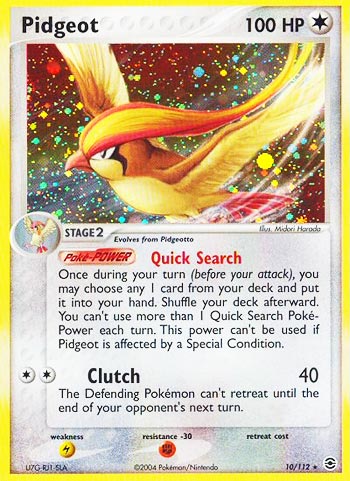 Pidgeot 100 HP
Illus. Midori Harada
STAGE 2
Evolves from Pidgeotto
Poké-POWER Quick Search
Once during your turn (before your attack), you
may choose any 1 card from your deck and put
it into your hand. Shuffle your deck afterward.
You can't use more than 1 Quick Search Poké-
Power each turn. This power can't be used if
Pidgeot is affected by a Special Condition.
Clutch 40
The Defending Pokémon can't retreat until the
end of your opponent's next turn.
weakness resistance -30 retreat cost
U7G-RJ1-5LA ©2004 Pokémon/Nintendo 10/112 ★